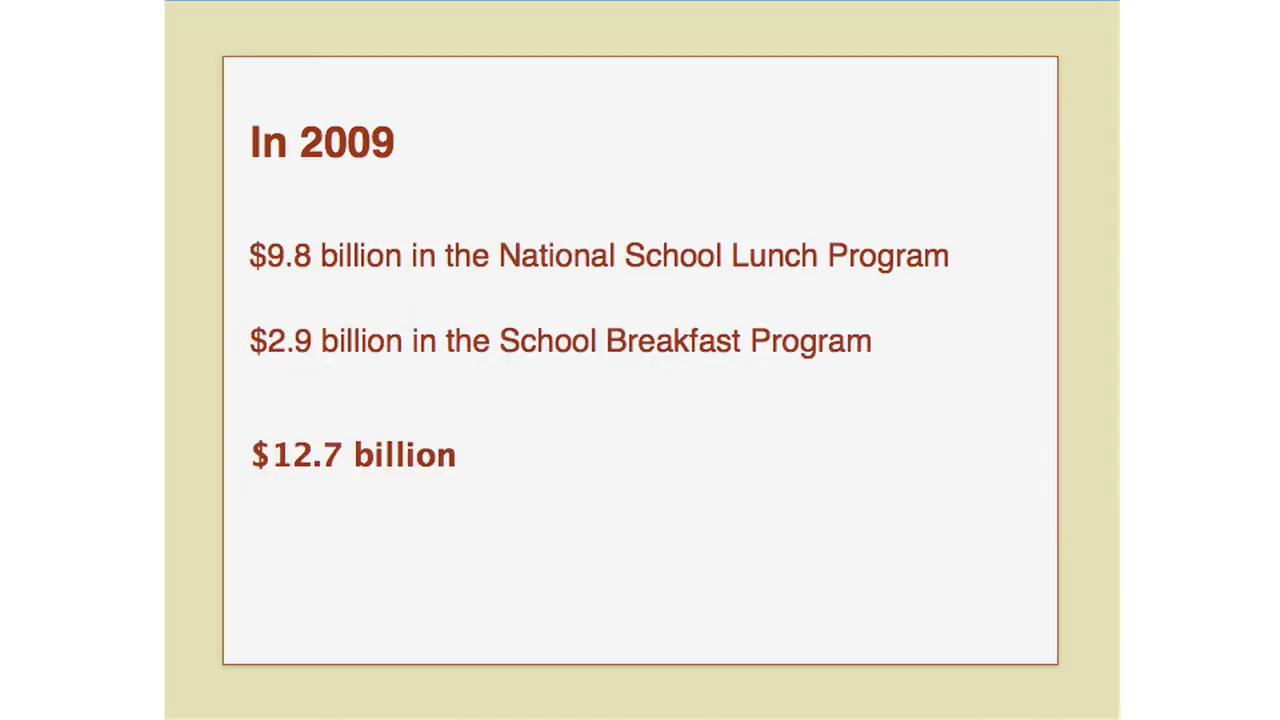 In 2009
$9.8 billion in the National School Lunch Program
$2.9 billion in the School Breakfast Program
$12.7 billion